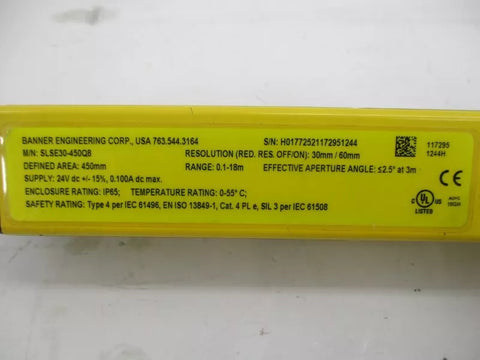 BANNER ENGINEERING CORP., USA 763.544.3164
S/N: H01772521172951244
M/N: SLSE30-450Q8
RESOLUTION (RED. RES. OFF/ON): 30mm / 60mm
DEFINED AREA: 450mm
RANGE: 0.1-18m
EFFECTIVE APERTURE ANGLE: ≤2.5° at 3m
SUPPLY: 24V dc +/- 15%, 0.100A dc max.
ENCLOSURE RATING: IP65; TEMPERATURE RATING: 0-55° C;
SAFETY RATING: Type 4 per IEC 61496, EN ISO 13849-1, Cat. 4 PL e, SIL 3 per IEC 61508
117295
1244H
CE
C UL US
LISTED